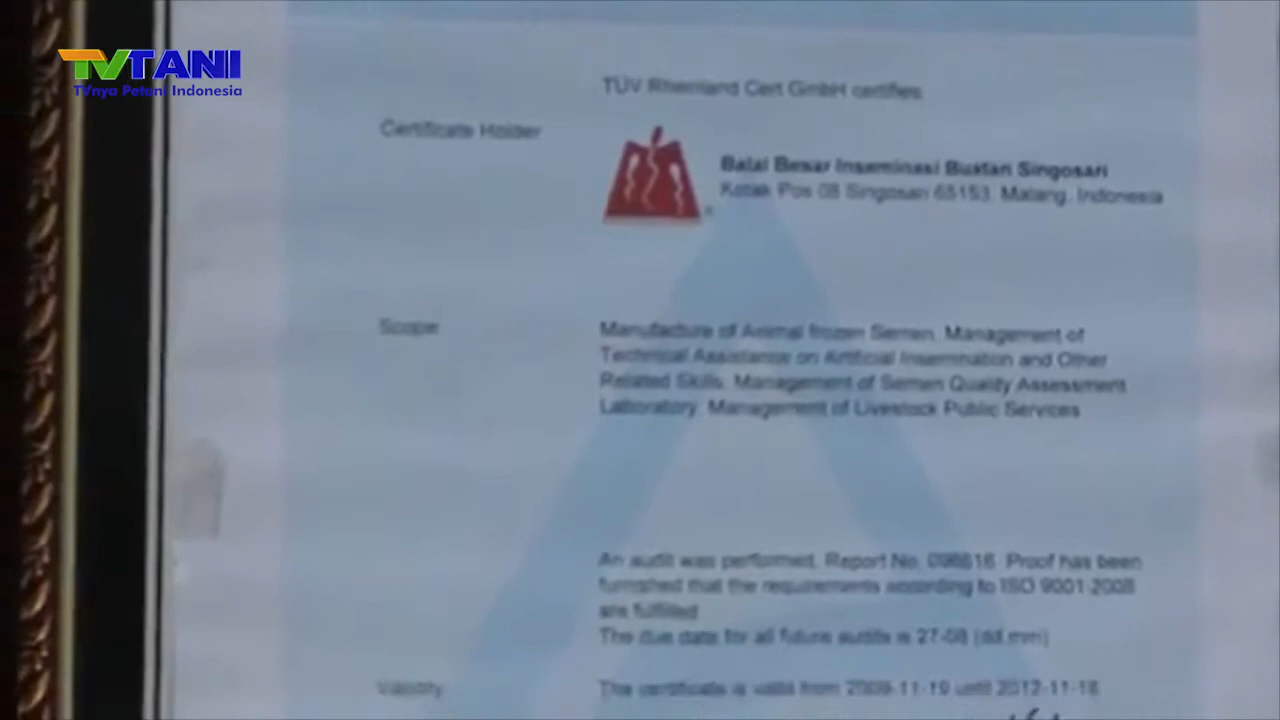 TVTANI
TVnya Petani Indonesia
TÜV Rheinland Cert GmbH certifies
Certificate Holder
Balai Besar Inseminasi Buatan Singosari
Kotak Pos 08 Singosari 65153, Malang, Indonesia
Scope
Manufacture of Animal frozen Semen, Management of
Technical Assistance on Artificial Insemination and Other
Related Skills, Management of Semen Quality Assessment
Laboratory, Management of Livestock Public Services
An audit was performed, Report No. Proof has been
furnished that the requirements according to ISO 9001:2008
are fulfilled
The due date for all future audits is 27-08 (dd.mm)
Validity
The certificate is valid from 2009-11-19 until 2012-11-18